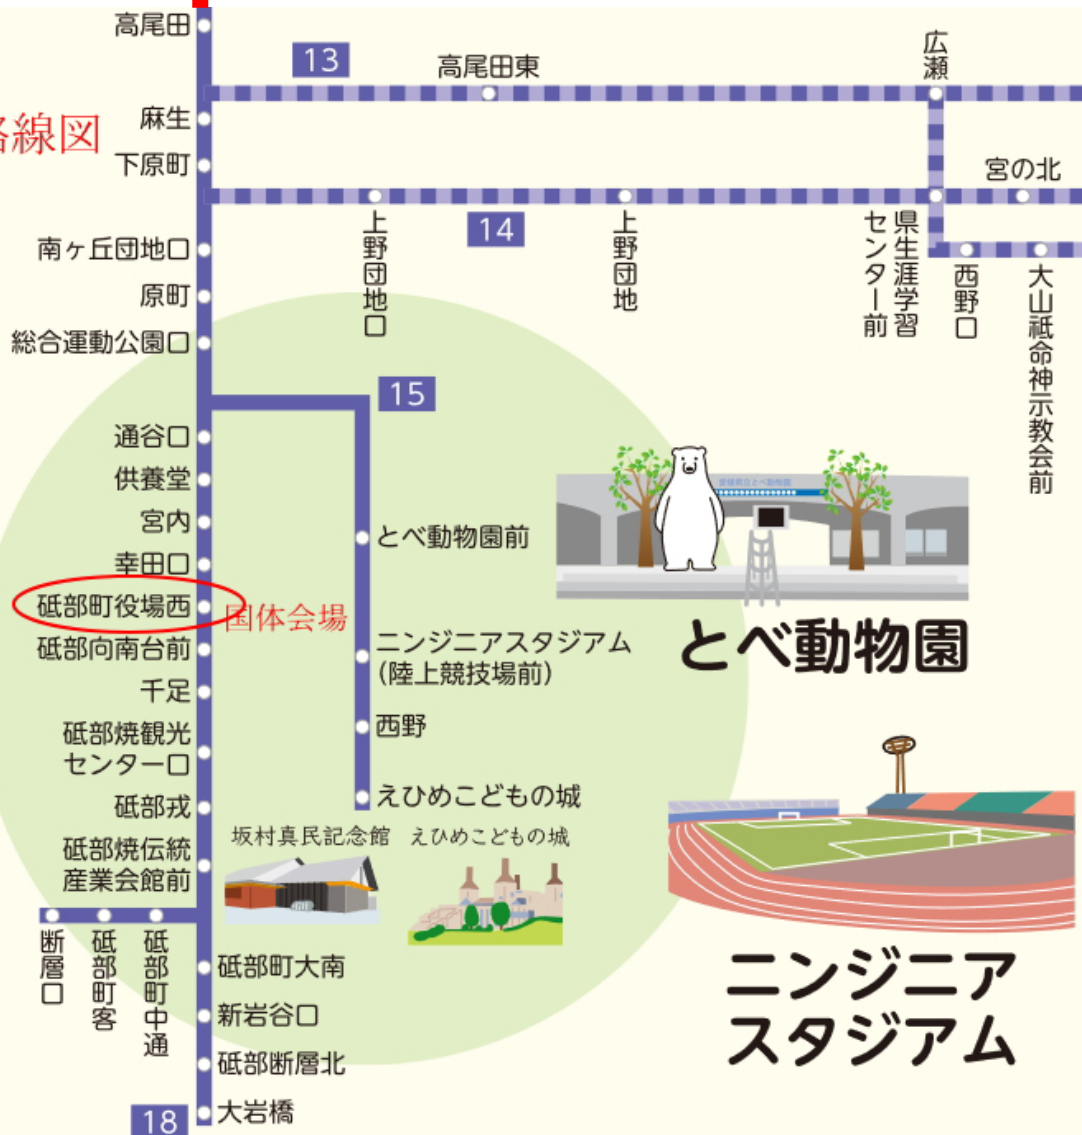 高尾田
13
高尾田東
広瀬
路線図
麻生
下原町
宮の北
14
上野団地口
上野団地
県生涯学習
センター前
西野口
大山祇命神示教会前
南ヶ丘団地口
原町
総合運動公園口
15
通谷口
供養堂
宮内
幸田口
砥部町役場西
国体会場
砥部向南台前
千足
砥部焼観光
センター口
砥部戎
砥部焼伝統
産業会館前
とべ動物園前
ニンジニアスタジアム
(陸上競技場前)
西野
えひめこどもの城
愛媛県立とべ動物園
とべ動物園
坂村真民記念館
えひめこどもの城
ニンジニア
スタジアム
断層口
砥部町客
砥部町中通
砥部町大南
新岩谷口
砥部断層北
大岩橋
18